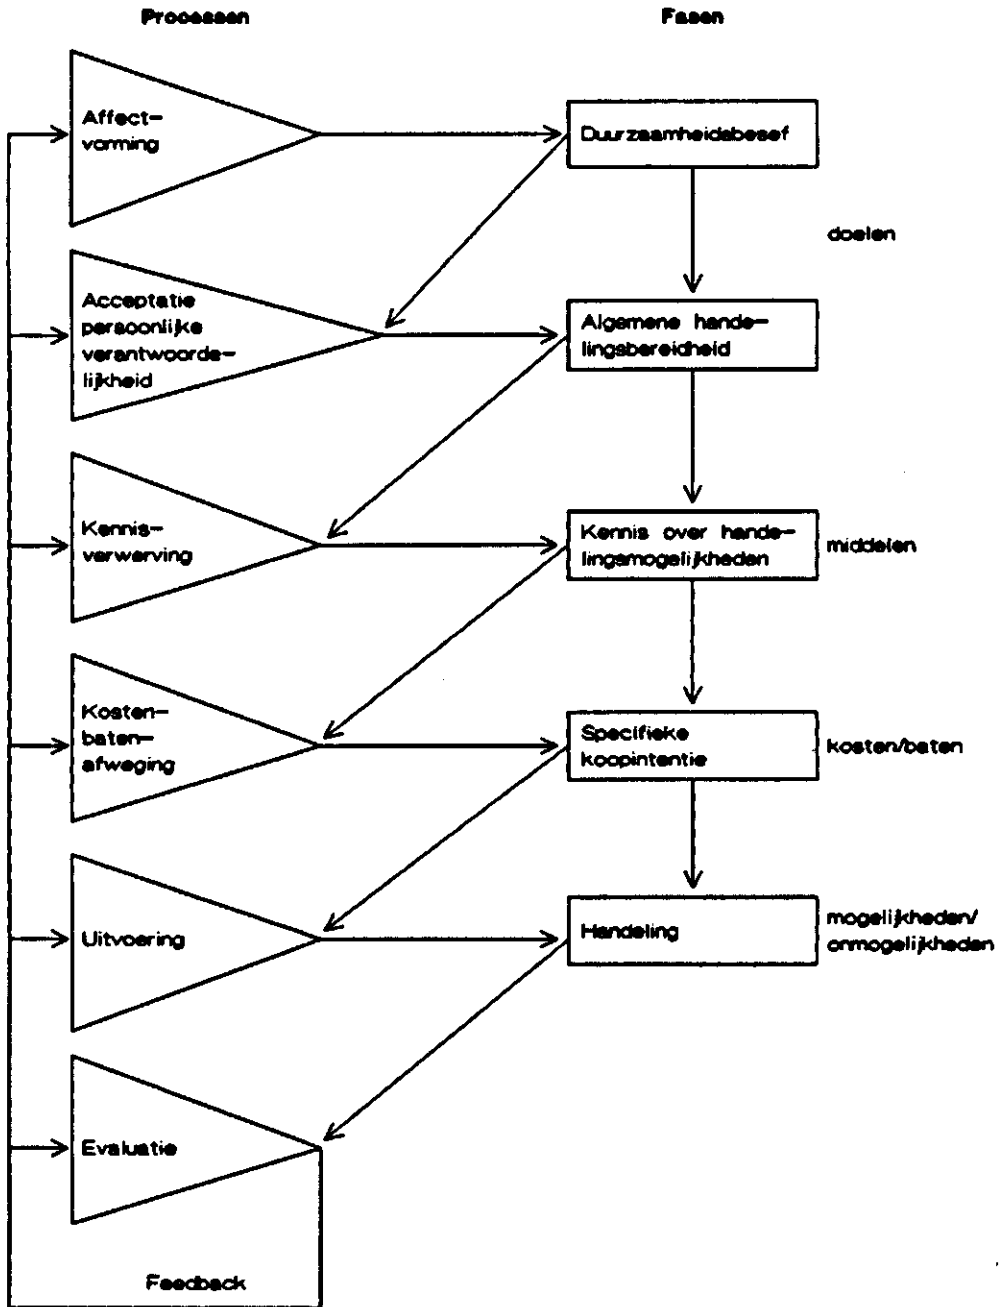 Processen
Fasen
Affect-
vorming
Duurzaamheidsbesef
doelen
Acceptatie
persoonlijke
verantwoorde-
lijkheid
Algemene hande-
lingsbereidheid
Kennis-
verwerving
Kennis over hande-
lingsmogelijkheden
middelen
Kosten-
baten-
afweging
Specifieke
koopintentie
kosten/baten
Uitvoering
Handeling
mogelijkheden/
onmogelijkheden
Evaluatie
Feedback